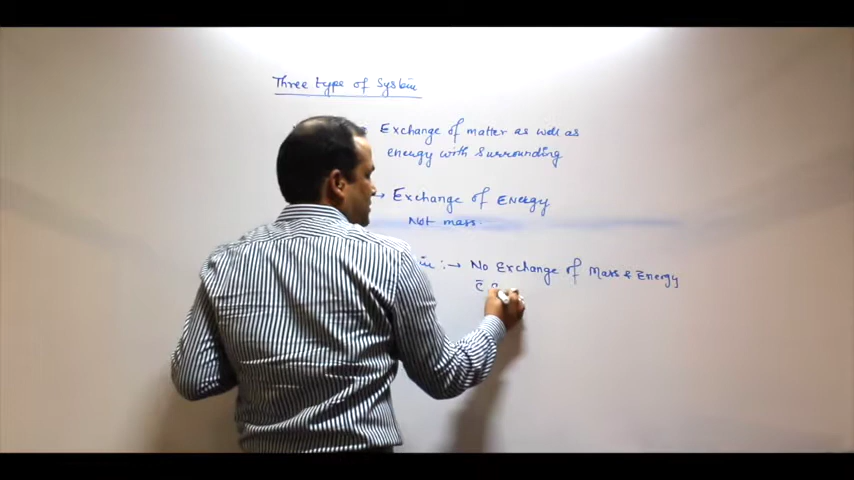 Three type of System
Exchange of matter as well as
energy with surrounding
→ Exchange of Energy
Not mass.
:→ No Exchange of Mass & Energy